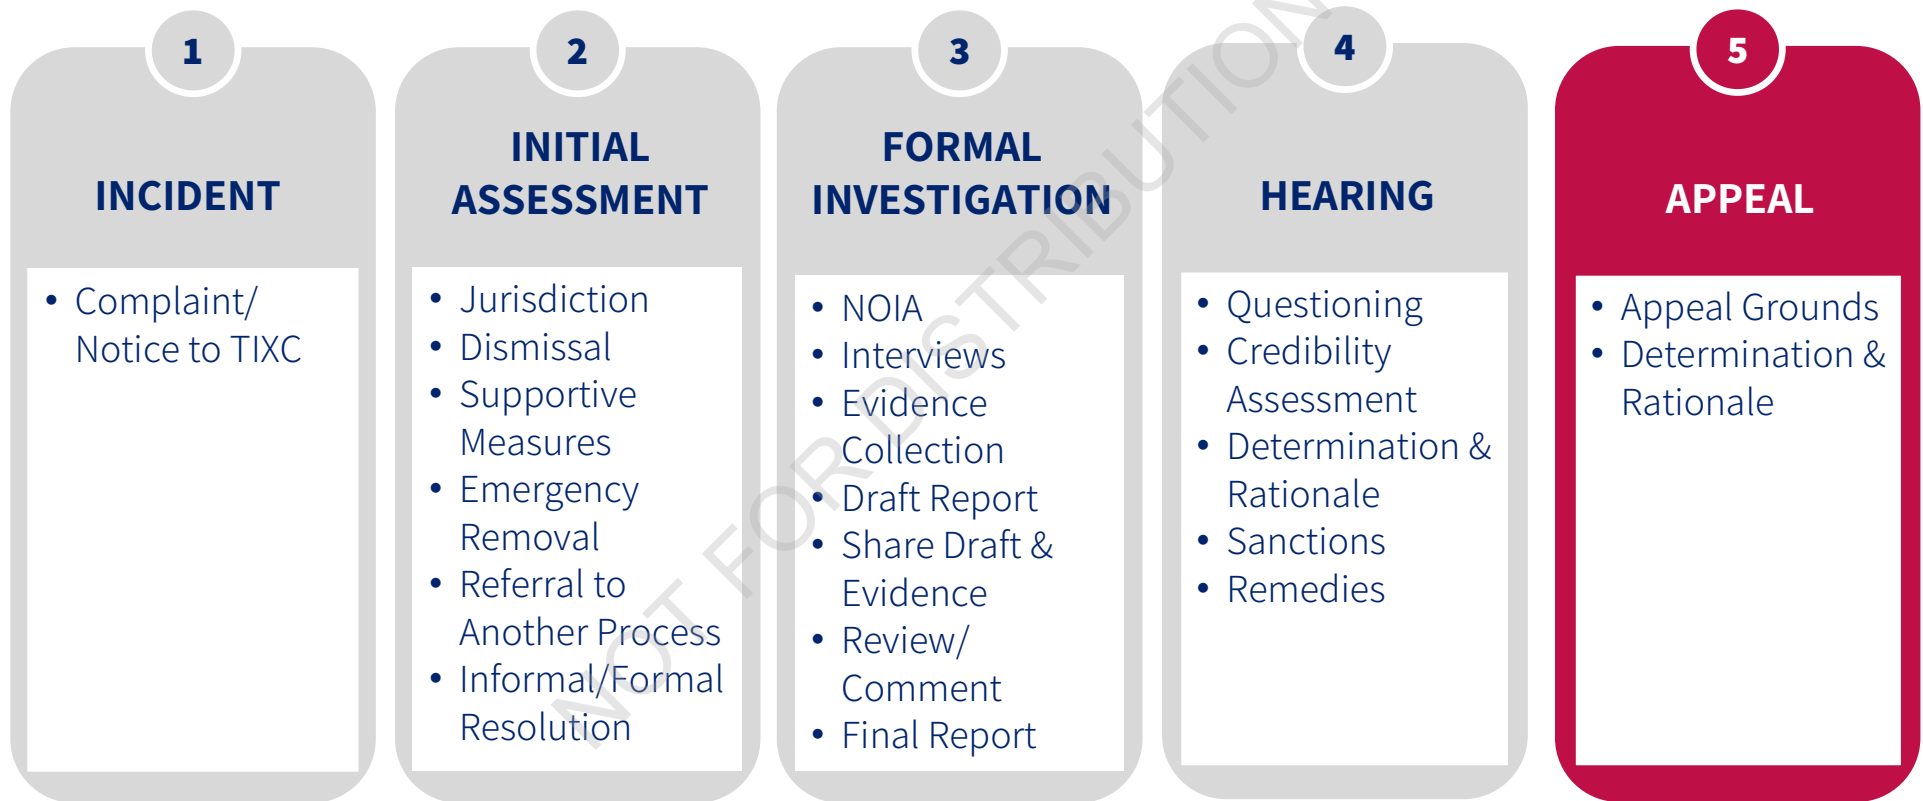 1
INCIDENT
• Complaint/
Notice to TIXC
2
INITIAL
ASSESSMENT
• Jurisdiction
• Dismissal
• Supportive
Measures
• Emergency
Removal
• Referral to
Another Process
• Informal/Formal
Resolution
3
FORMAL
INVESTIGATION
• NOIA
• Interviews
• Evidence
Collection
• Draft Report
• Share Draft &
Evidence
• Review/
Comment
• Final Report
4
HEARING
• Questioning
• Credibility
Assessment
• Determination &
Rationale
• Sanctions
• Remedies
5
APPEAL
• Appeal Grounds
• Determination &
Rationale
NOT FOR DISTRIBUTION